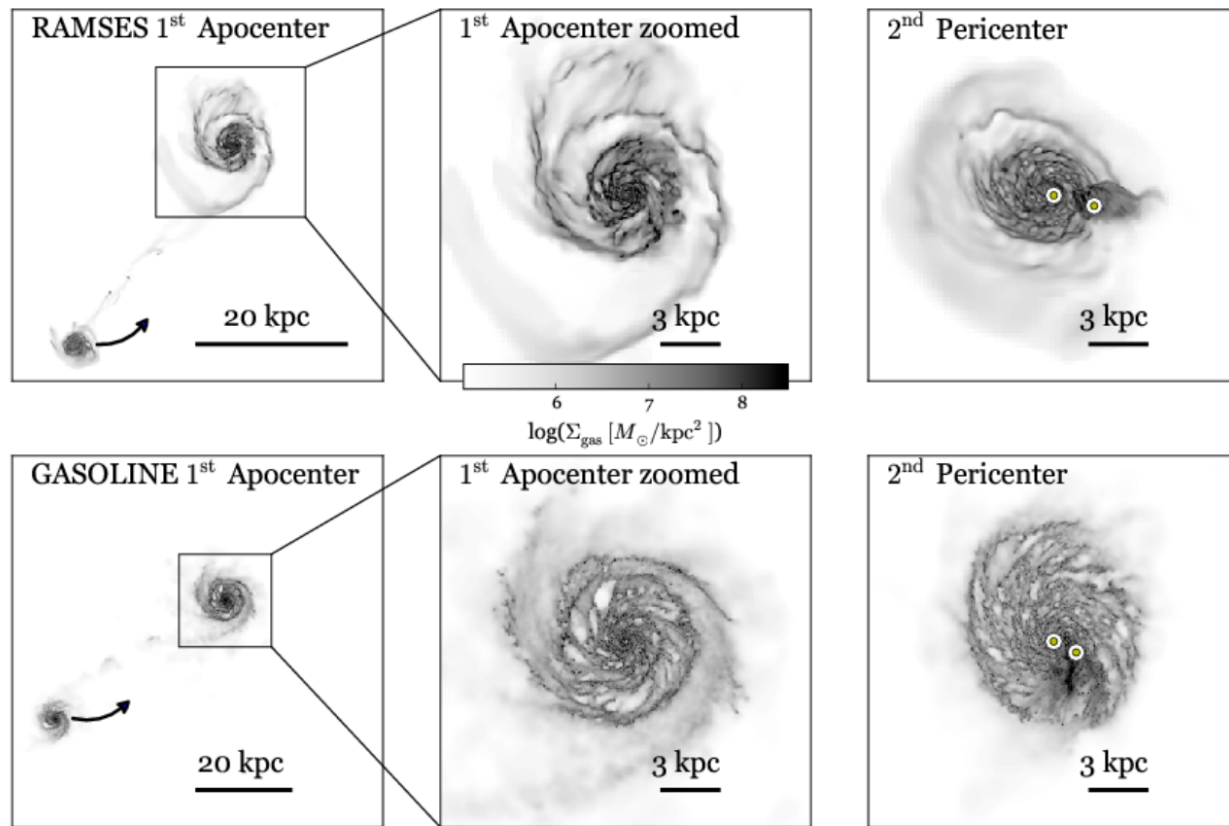 RAMSES 1st Apocenter
20 kpc
1st Apocenter zoomed
3 kpc
6 7 8
log(Σgas [M⊙/kpc2 ])
2nd Pericenter
3 kpc
GASOLINE 1st Apocenter
20 kpc
1st Apocenter zoomed
3 kpc
2nd Pericenter
3 kpc